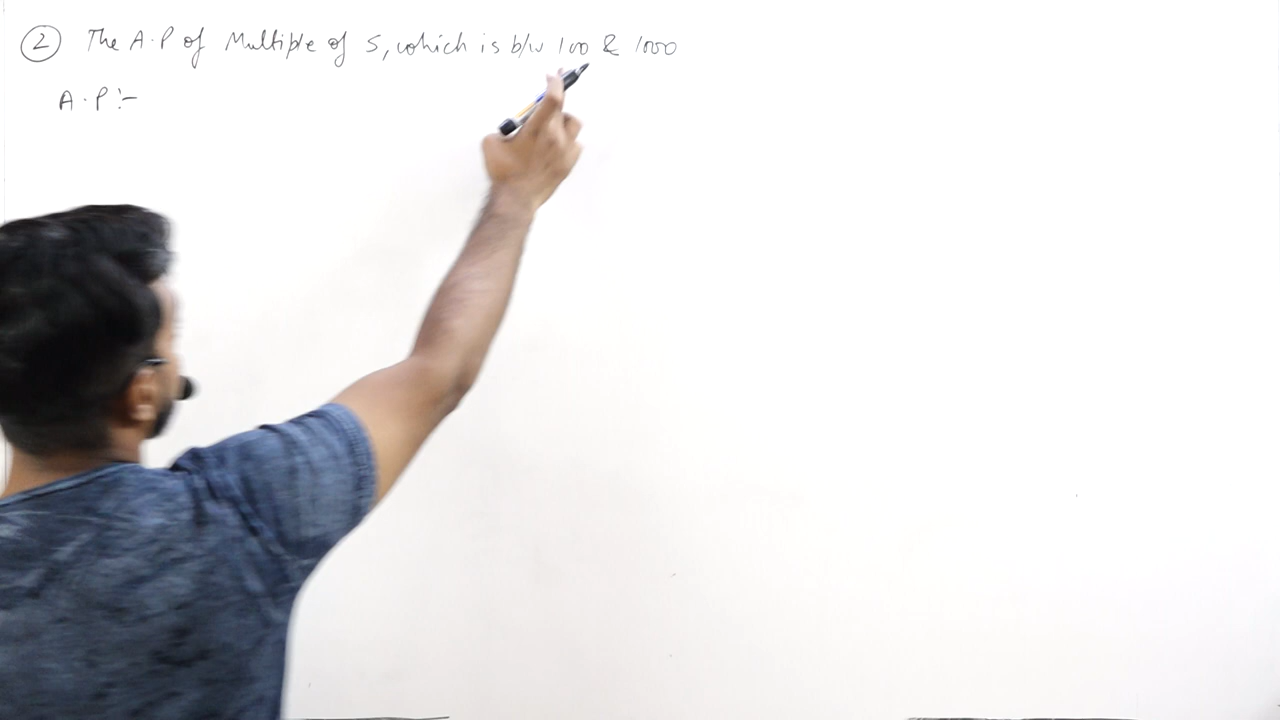 2 The A.P of Multiple of 5, which is b/w 100 & 1000
A.P :-